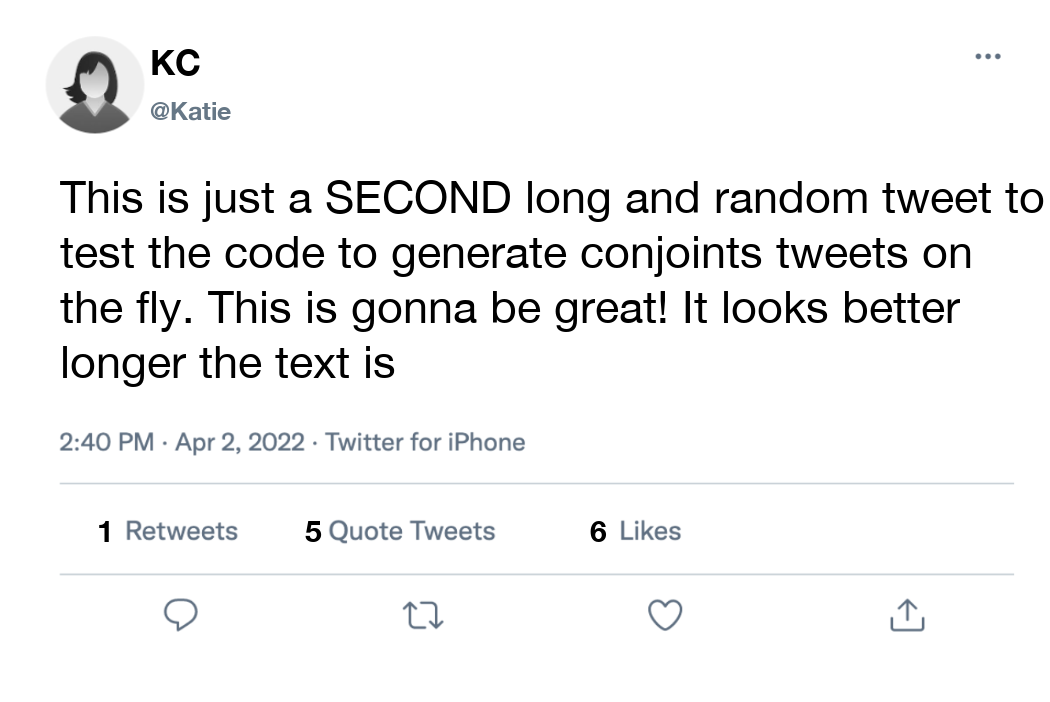 KC
@Katie
This is just a SECOND long and random tweet to
test the code to generate conjoints tweets on
the fly. This is gonna be great! It looks better
longer the text is
2:40 PM · Apr 2, 2022 · Twitter for iPhone
1 Retweets 5 Quote Tweets 6 Likes